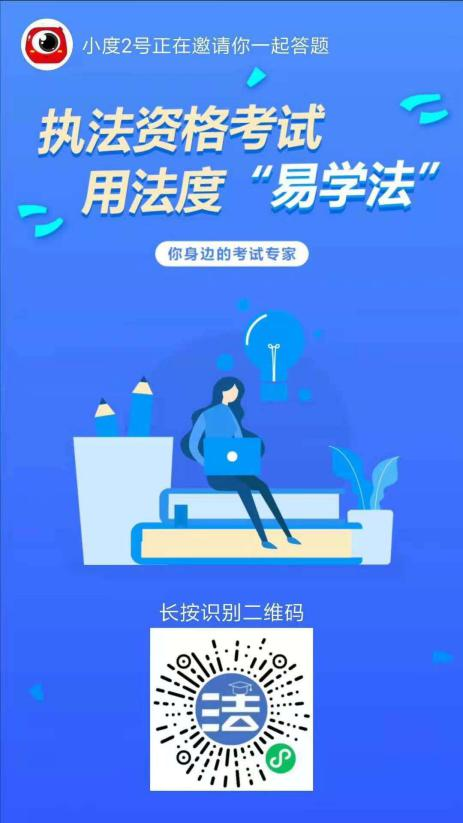 小度2号正在邀请你一起答题
执法资格考试
用法度“易学法”
你身边的考试专家
长按识别二维码
法